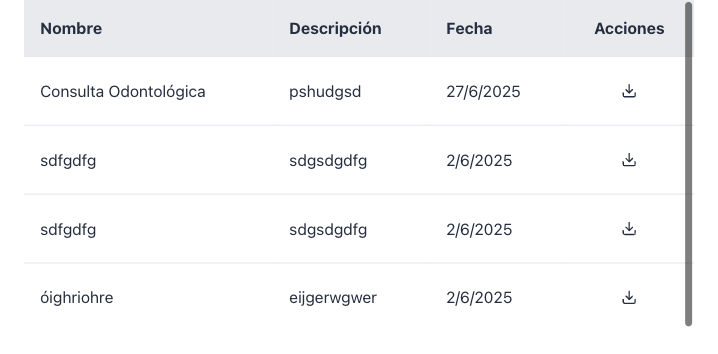 Nombre Descripción Fecha Acciones
Consulta Odontológica pshudgsd 27/6/2025
sdfgdfg sdgsdgdfg 2/6/2025
sdfgdfg sdgsdgdfg 2/6/2025
óighriohre eijgerwgwer 2/6/2025